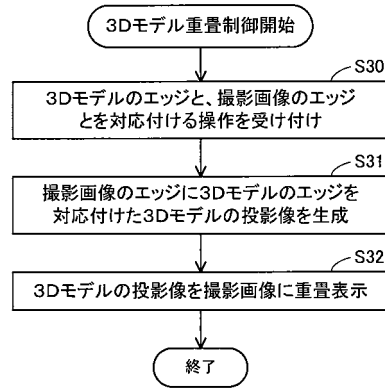 3Dモデル重畳制御開始
S30
3Dモデルのエッジと、撮影画像のエッジ
とを対応付ける操作を受け付け
S31
撮影画像のエッジに3Dモデルのエッジを
対応付けた3Dモデルの投影像を生成
S32
3Dモデルの投影像を撮影画像に重畳表示
終了